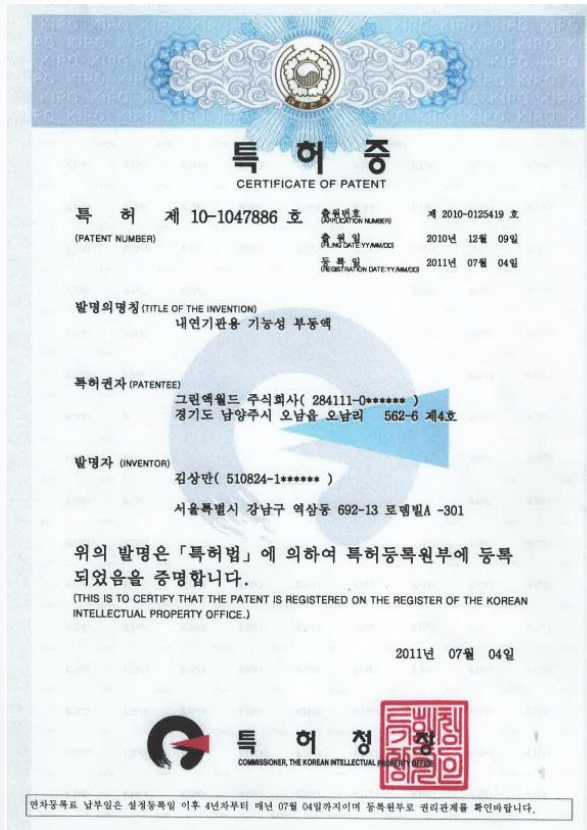 대한민국
특허증
CERTIFICATE OF PATENT
특 허 제 10-1047886 호
(PATENT NUMBER)
출원번호 제 2010-0125419 호
(APPLICATION NUMBER)
출원일 2010년 12월 09일
(FILING DATE:YY/MM/DD)
등록일 2011년 07월 04일
(REGISTRATION DATE:YY/MM/DD)
발명의명칭(TITLE OF THE INVENTION)
내연기관용 기능성 부동액
특허권자(PATENTEE)
그린액월드 주식회사( 284111-0****** )
경기도 남양주시 오남읍 오남리 562-6 제4호
발명자 (INVENTOR)
김상만( 510824-1****** )
서울특별시 강남구 역삼동 692-13 로뎀빌A -301
위의 발명은「특허법」에 의하여 특허등록원부에 등록
되었음을 증명합니다.
(THIS IS TO CERTIFY THAT THE PATENT IS REGISTERED ON THE REGISTER OF THE KOREAN
INTELLECTUAL PROPERTY OFFICE.)
2011년 07월 04일
특 허 청 장
COMMISSIONER, THE KOREAN INTELLECTUAL PROPERTY OFFICE
연차등록료 납부일은 설정등록일 이후 4년차부터 매년 07월 04일까지이며 등록원부로 권리관계를 확인바랍니다.